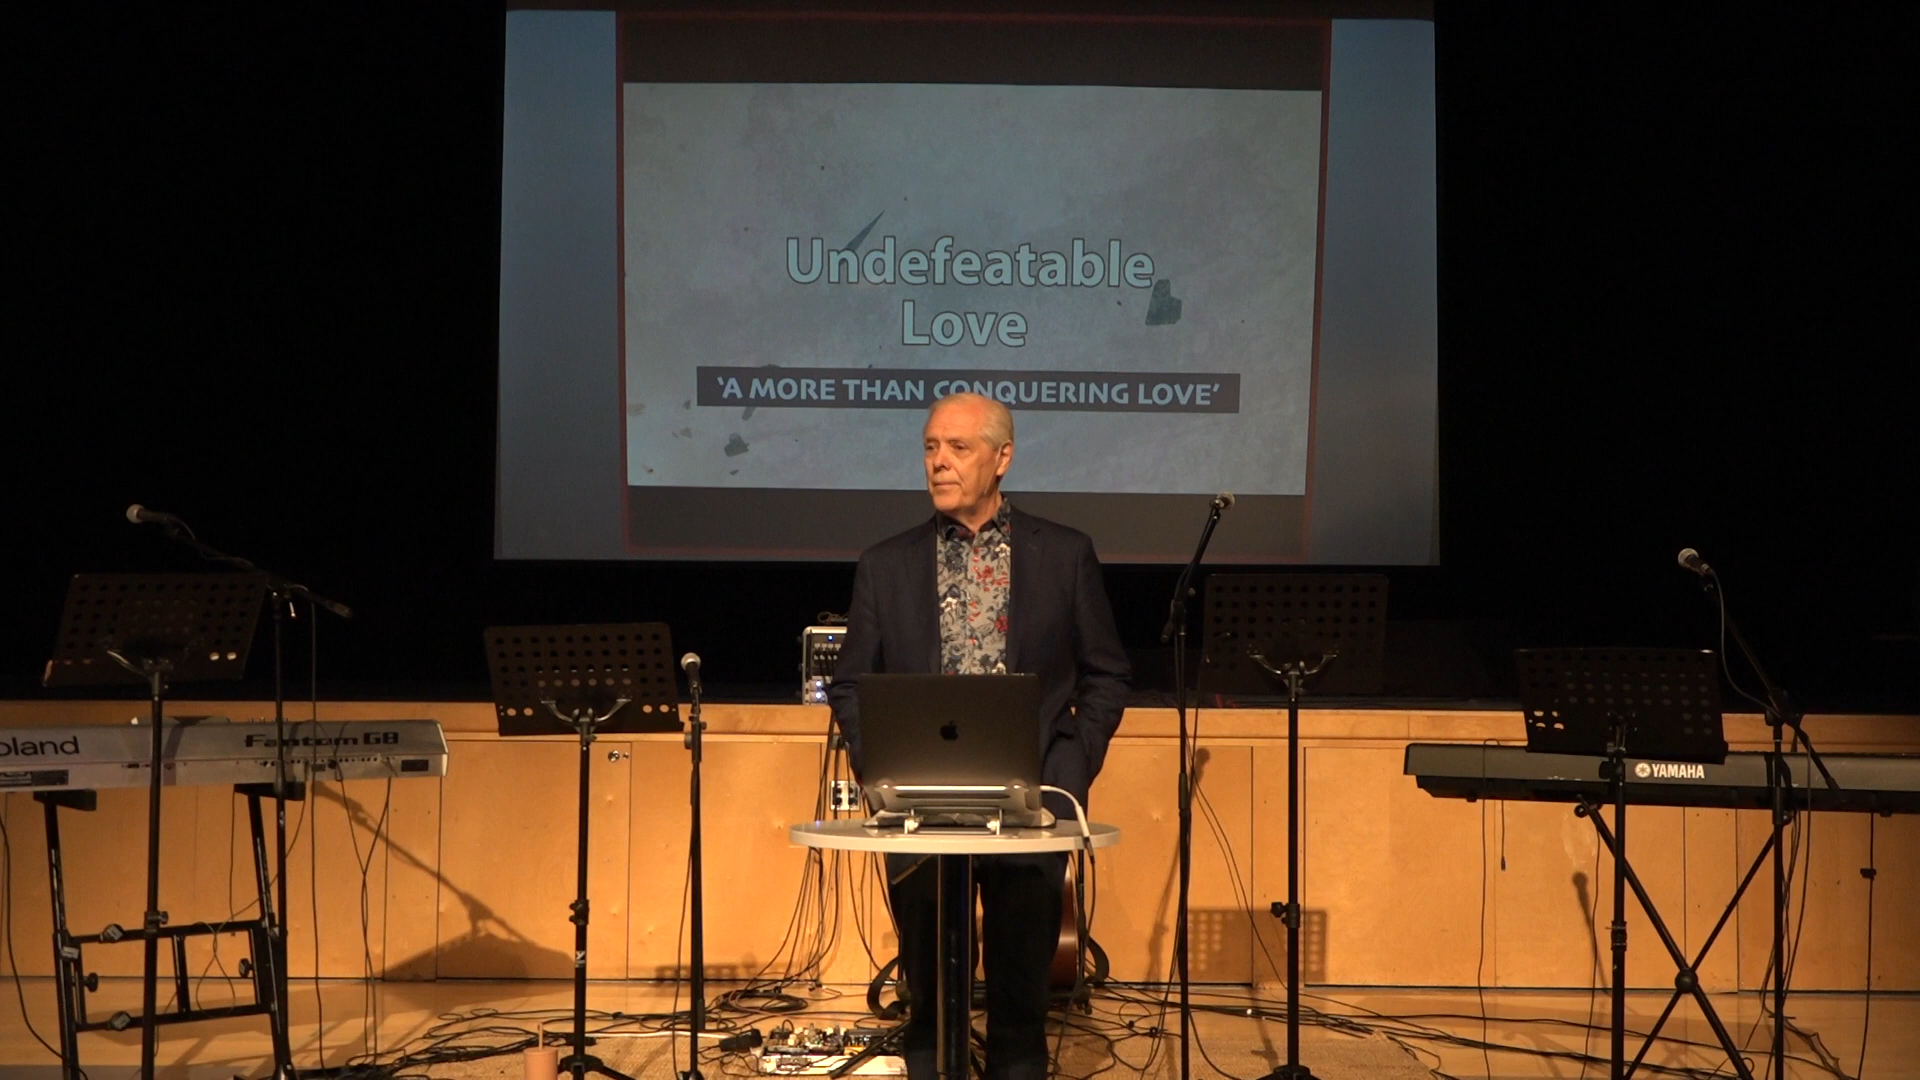 Undefeatable
Love
‘A MORE THAN CONQUERING LOVE’
oland
Fantom G8
YAMAHA